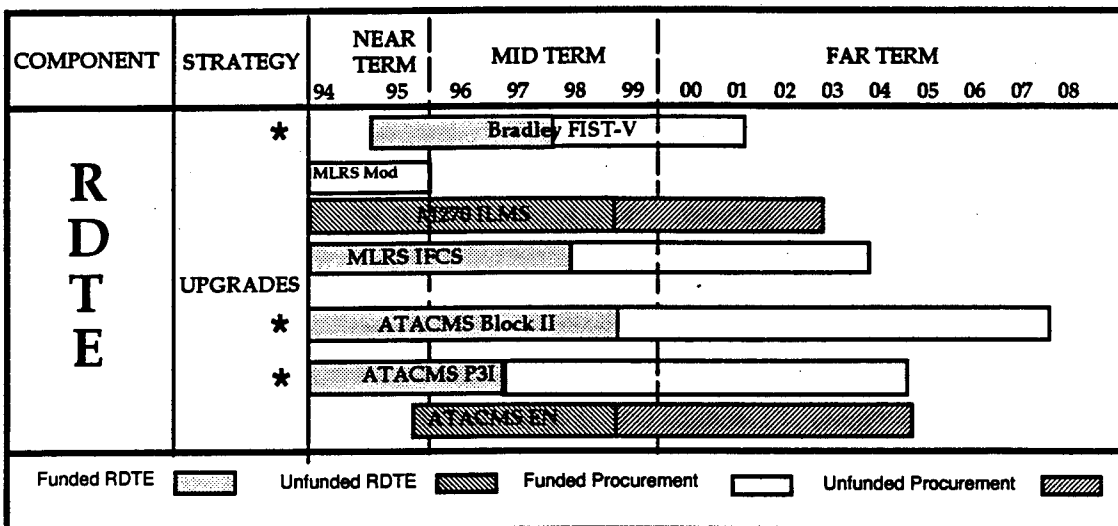 COMPONENT STRATEGY NEAR TERM MID TERM FAR TERM
94 95 96 97 98 99 00 01 02 03 04 05 06 07 08
* Bradley FIST-V
MLRS Mod
M270 ILMS
MLRS IFCS
RDTE
UPGRADES
* ATACMS Block II
* ATACMS P3I
ATACMS EN
Funded RDTE Unfunded RDTE Funded Procurement Unfunded Procurement